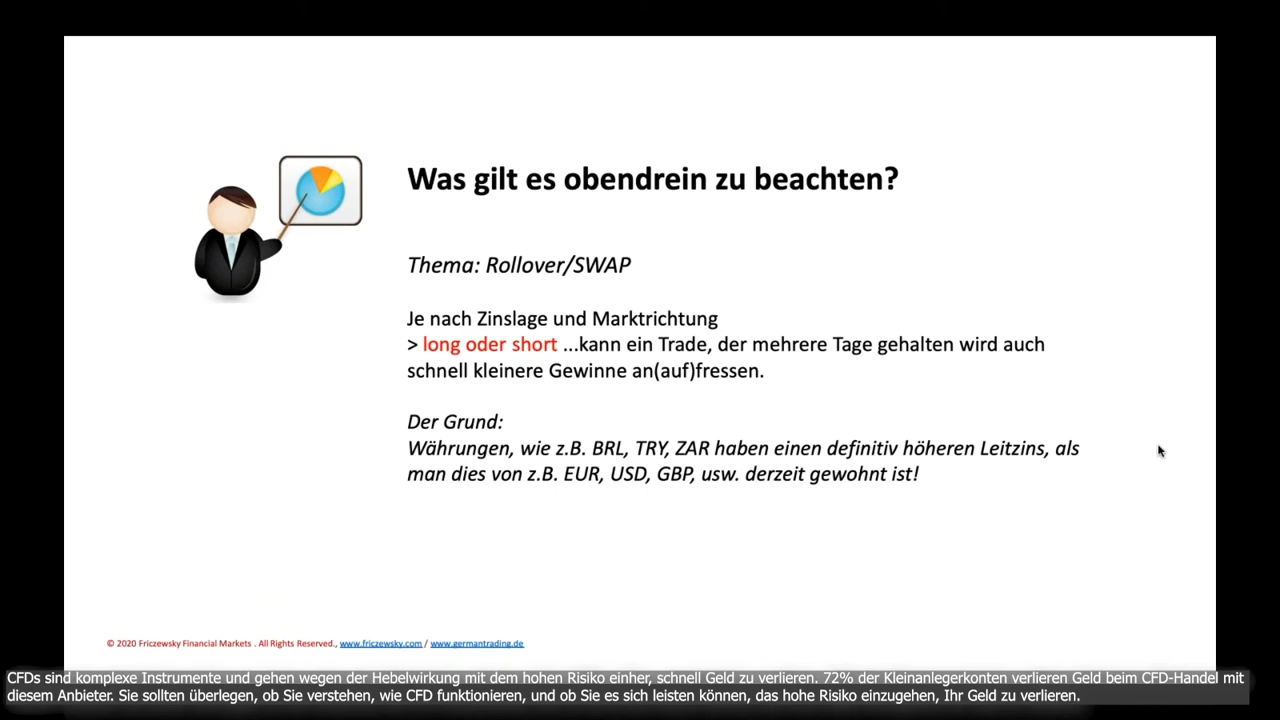 Was gilt es obendrein zu beachten?
Thema: Rollover/SWAP
Je nach Zinslage und Marktrichtung
> long oder short ...kann ein Trade, der mehrere Tage gehalten wird auch
schnell kleinere Gewinne an(auf)fressen.
Der Grund:
Währungen, wie z.B. BRL, TRY, ZAR haben einen definitiv höheren Leitzins, als
man dies von z.B. EUR, USD, GBP, usw. derzeit gewohnt ist!
© 2020 Friczewsky Financial Markets . All Rights Reserved., www.friczewsky.com / www.germantrading.de
CFDs sind komplexe Instrumente und gehen wegen der Hebelwirkung mit dem hohen Risiko einher, schnell Geld zu verlieren. 72% der Kleinanlegerkonten verlieren Geld beim CFD-Handel mit
diesem Anbieter. Sie sollten überlegen, ob Sie verstehen, wie CFD funktionieren, und ob Sie es sich leisten können, das hohe Risiko einzugehen, Ihr Geld zu verlieren.